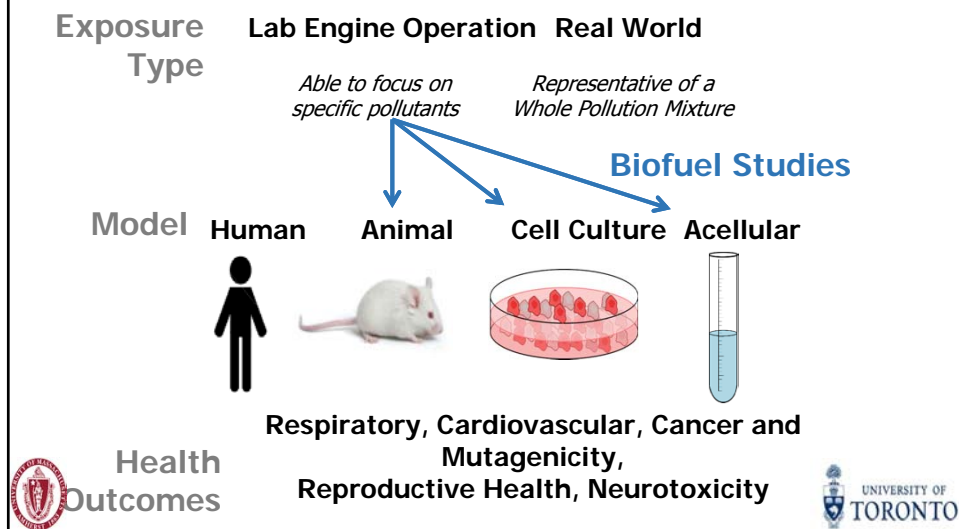 Exposure Type
Lab Engine Operation Real World
Able to focus on
specific pollutants
Representative of a
Whole Pollution Mixture
Biofuel Studies
Model
Human Animal Cell Culture Acellular
Respiratory, Cardiovascular, Cancer and
Mutagenicity,
Reproductive Health, Neurotoxicity
Health
Outcomes
UNIVERSITY OF
TORONTO